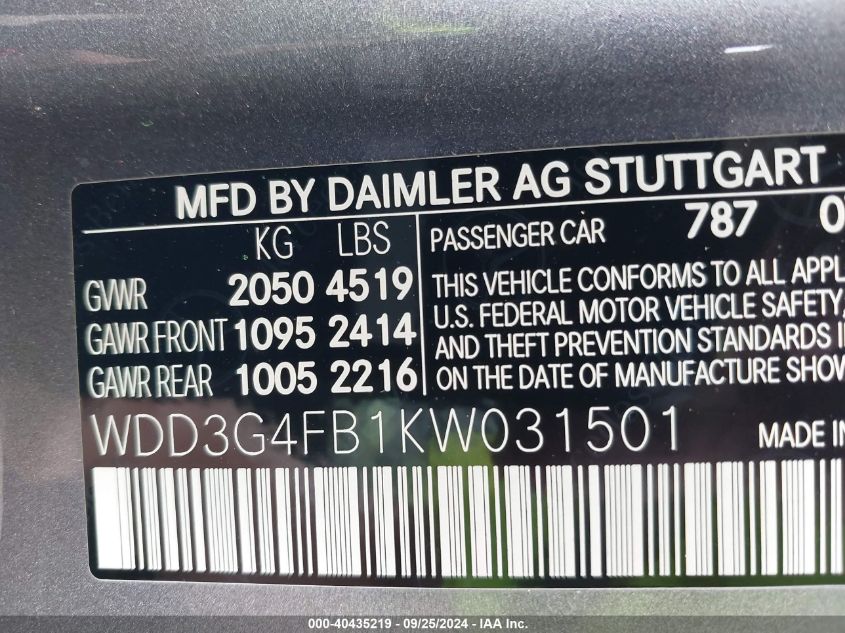 MFD BY DAIMLER AG STUTTGART
KG LBS
GVWR 2050 4519
GAWR FRONT 1095 2414
GAWR REAR 1005 2216
PASSENGER CAR 787
THIS VEHICLE CONFORMS TO ALL APPL
U.S. FEDERAL MOTOR VEHICLE SAFETY,
AND THEFT PREVENTION STANDARDS I
ON THE DATE OF MANUFACTURE SHOW
WDD3G4FB1KW031501 MADE IN
000-40435219 - 09/25/2024 - IAA Inc.